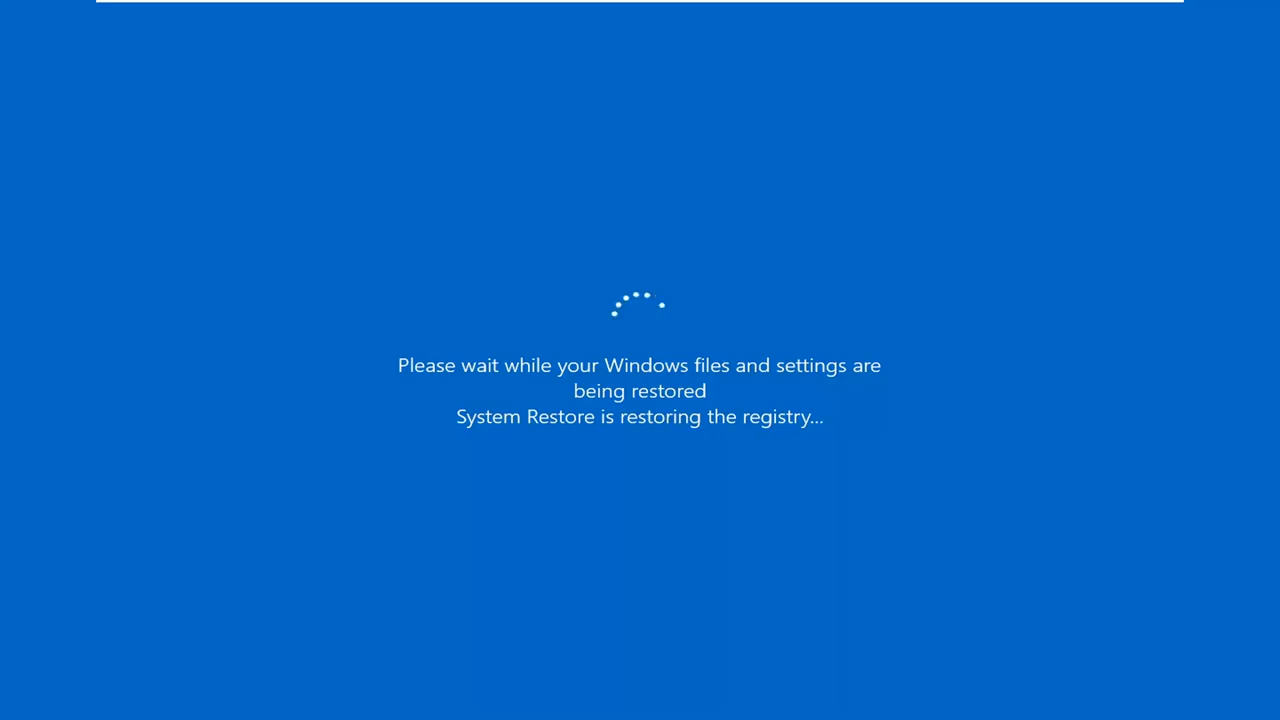 Please wait while your Windows files and settings are
being restored
System Restore is restoring the registry...